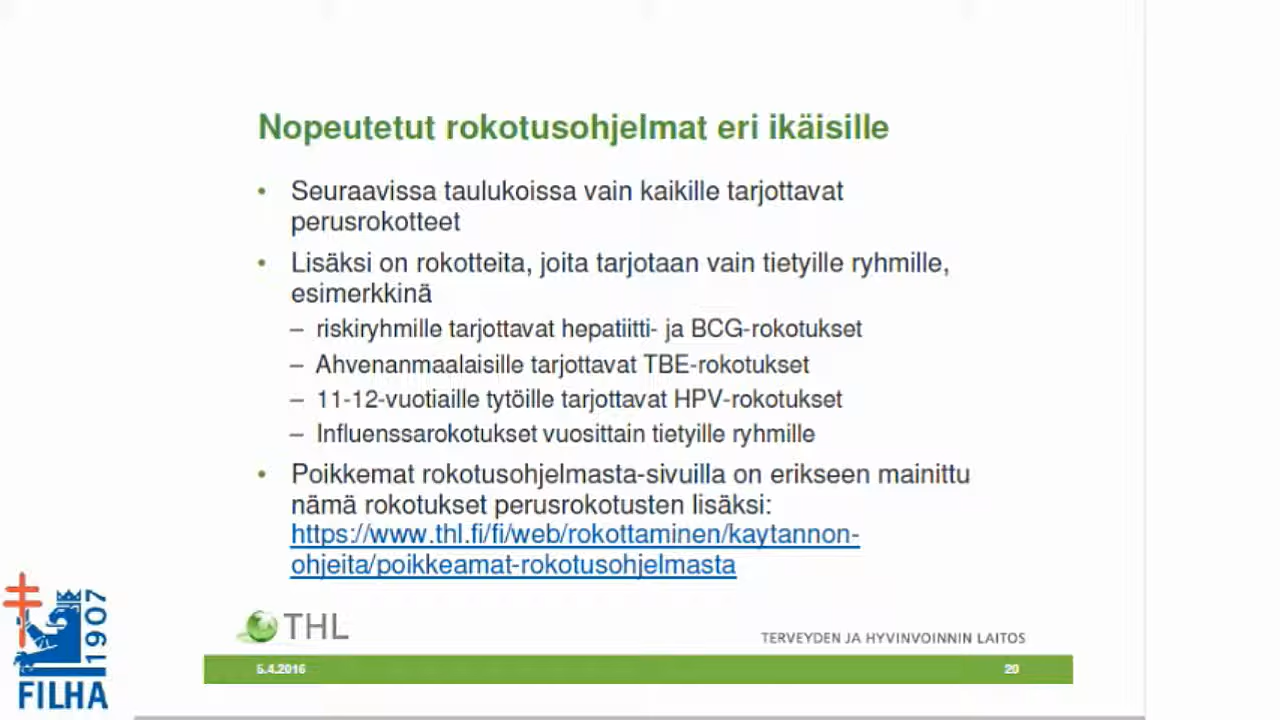 Nopeutetut rokotusohjelmat eri ikäisille
• Seuraavissa taulukoissa vain kaikille tarjottavat
perusrokotteet
• Lisäksi on rokotteita, joita tarjotaan vain tietyille ryhmille,
esimerkkinä
– riskiryhmille tarjottavat hepatiitti- ja BCG-rokotukset
– Ahvenanmaalaisille tarjottavat TBE-rokotukset
– 11-12-vuotiaille tytöille tarjottavat HPV-rokotukset
– Influenssarokotukset vuosittain tietyille ryhmille
• Poikkemat rokotusohjelmasta-sivuilla on erikseen mainittu
nämä rokotukset perusrokotusten lisäksi:
https://www.thl.fi/fi/web/rokottaminen/kaytannon-
ohjeita/poikkeamat-rokotusohjelmasta
THL
TERVEYDEN JA HYVINVOINNIN LAITOS
5.4.2016
20
1907
FILHA